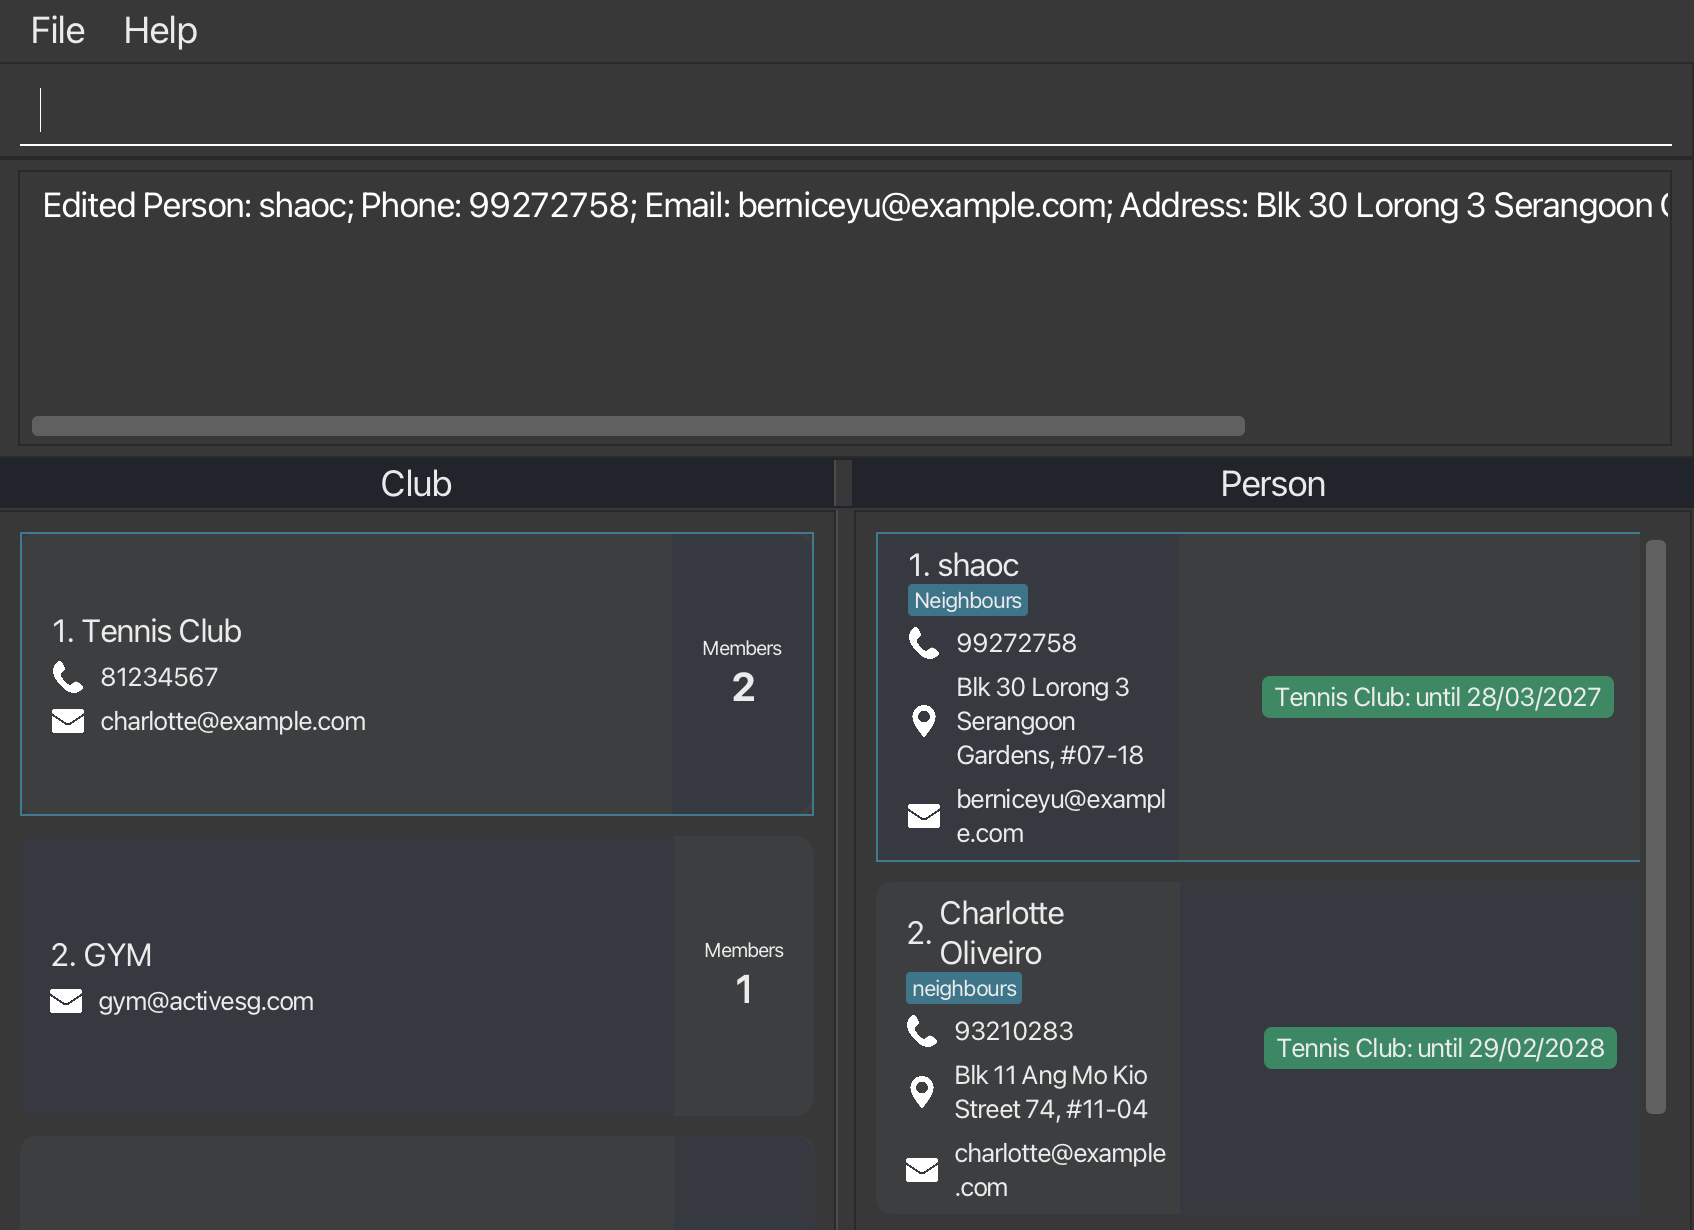 File Help
Edited Person: shaoc; Phone: 99272758; Email: berniceyu@example.com; Address: Blk 30 Lorong 3 Serangoon
Club
Person
1. Tennis Club
81234567
charlotte@example.com
Members
2
2. GYM
gym@activesg.com
Members
1
1. shaoc
Neighbours
99272758
Blk 30 Lorong 3
Serangoon
Gardens, #07-18
berniceyu@exampl
e.com
Tennis Club: until 28/03/2027
2. Charlotte
Oliveiro
neighbours
93210283
Blk 11 Ang Mo Kio
Street 74, #11-04
charlotte@example
.com
Tennis Club: until 29/02/2028